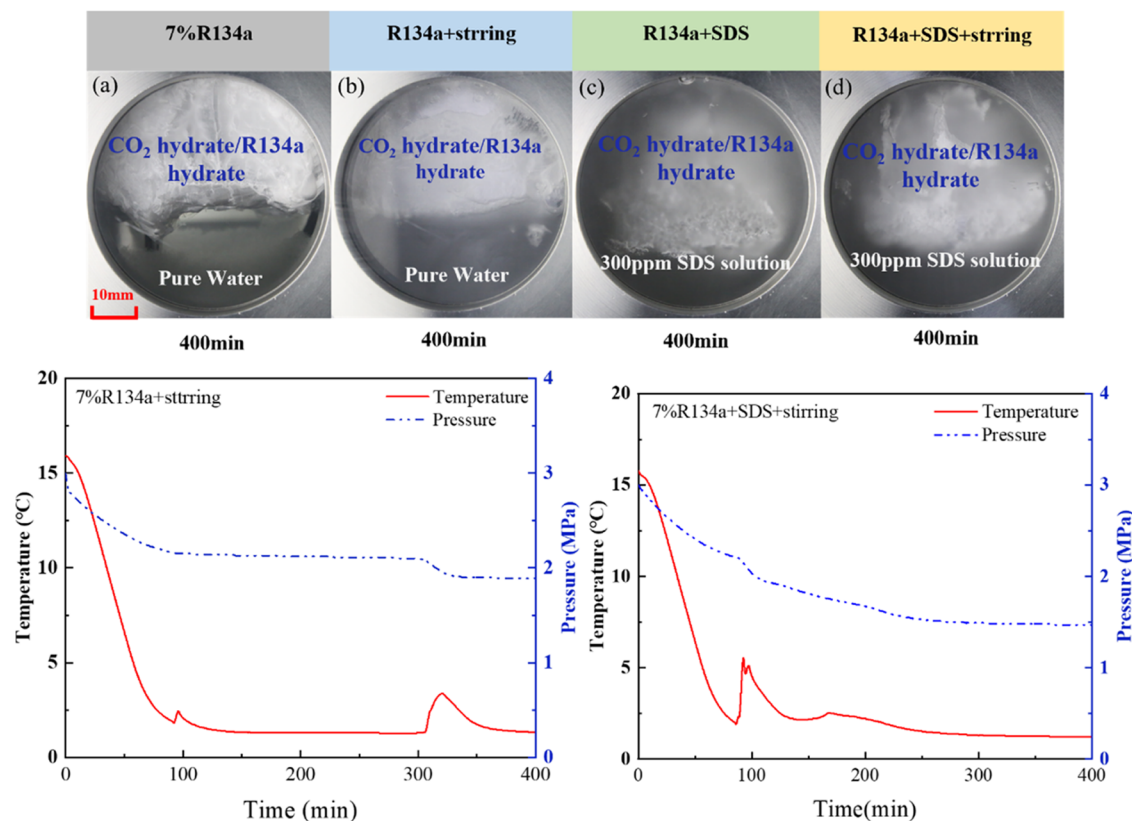 7%R134a
R134a+strring
R134a+SDS
R134a+SDS+strring
(a)
(b)
(c)
(d)
CO₂ hydrate/R134a
hydrate
CO₂ hydrate/R134a
hydrate
CO₂ hydrate/R134a
hydrate
CO₂ hydrate/R134a
hydrate
Pure Water
Pure Water
300ppm SDS solution
300ppm SDS solution
10mm
400min
400min
400min
400min
20
15
10
5
0
Temperature (℃)
7%R134a+sttrring
Temperature
Pressure
4
3
2
1
0
Pressure (MPa)
0
100
200
300
400
Time (min)
20
15
10
5
0
Temperature (℃)
7%R134a+SDS+stirring
Temperature
Pressure
4
3
2
1
0
Pressure (MPa)
0
100
200
300
400
Time(min)